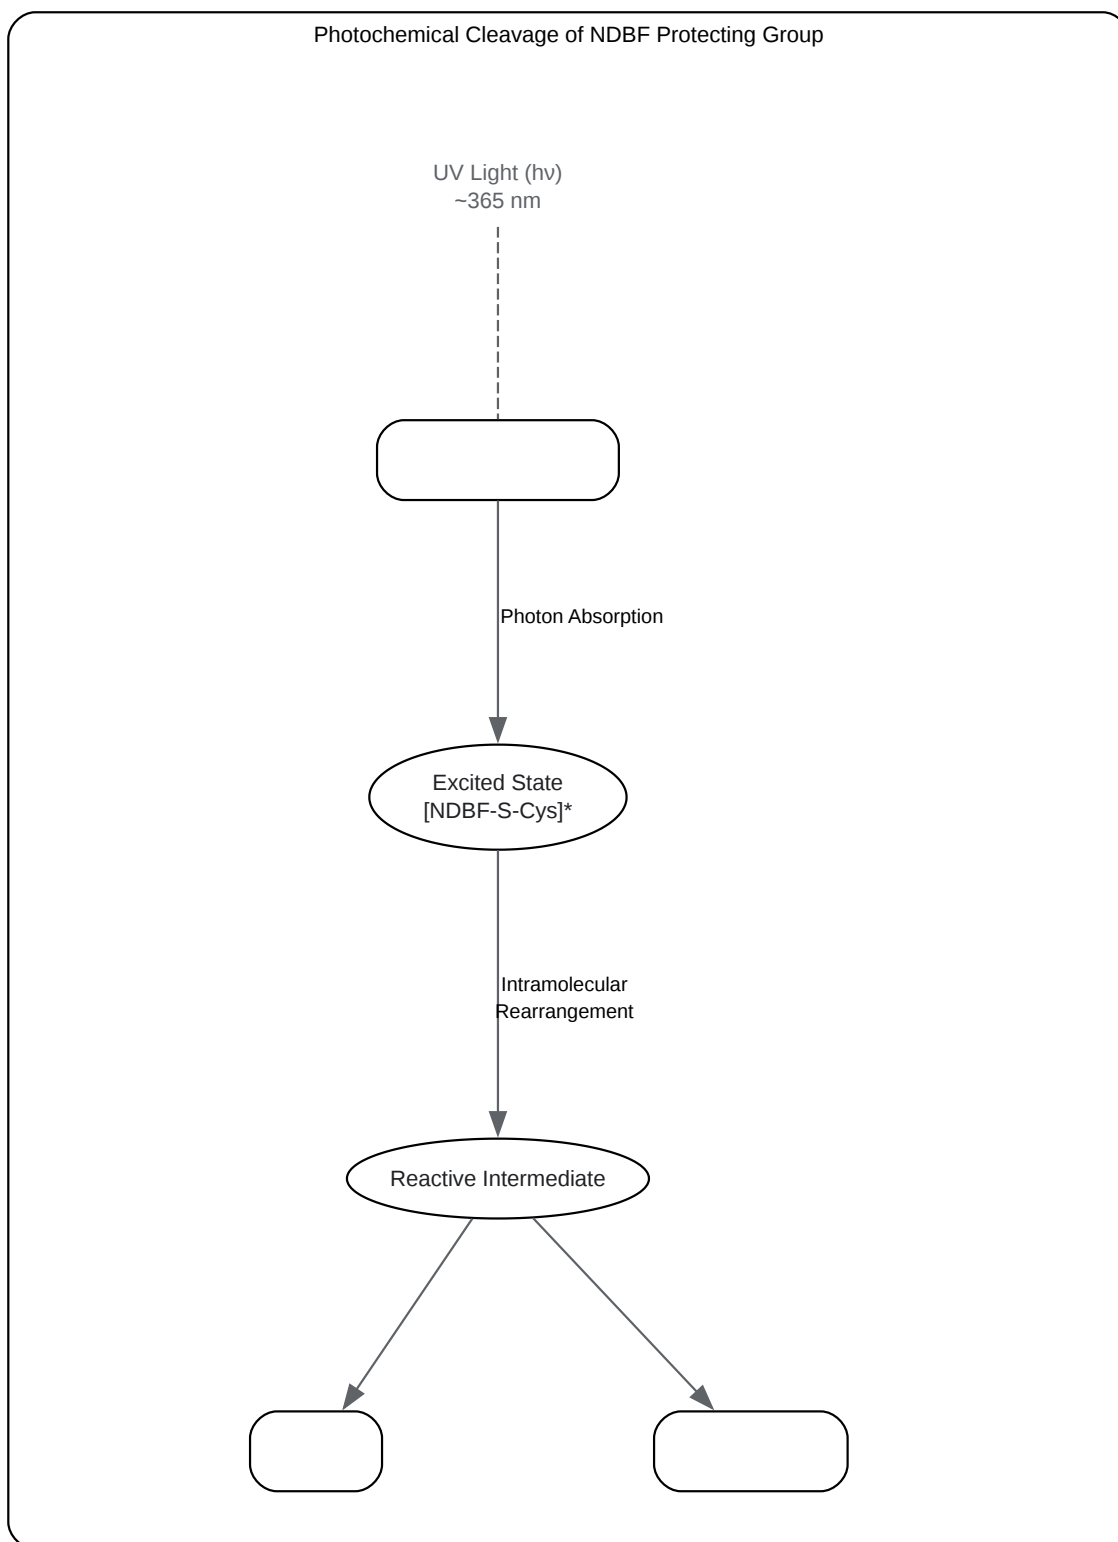 Photochemical Cleavage of NDBF Protecting Group
UV Light (hν)
~365 nm
Photon Absorption
Excited State
[NDBF-S-Cys]*
Intramolecular
Rearrangement
Reactive Intermediate